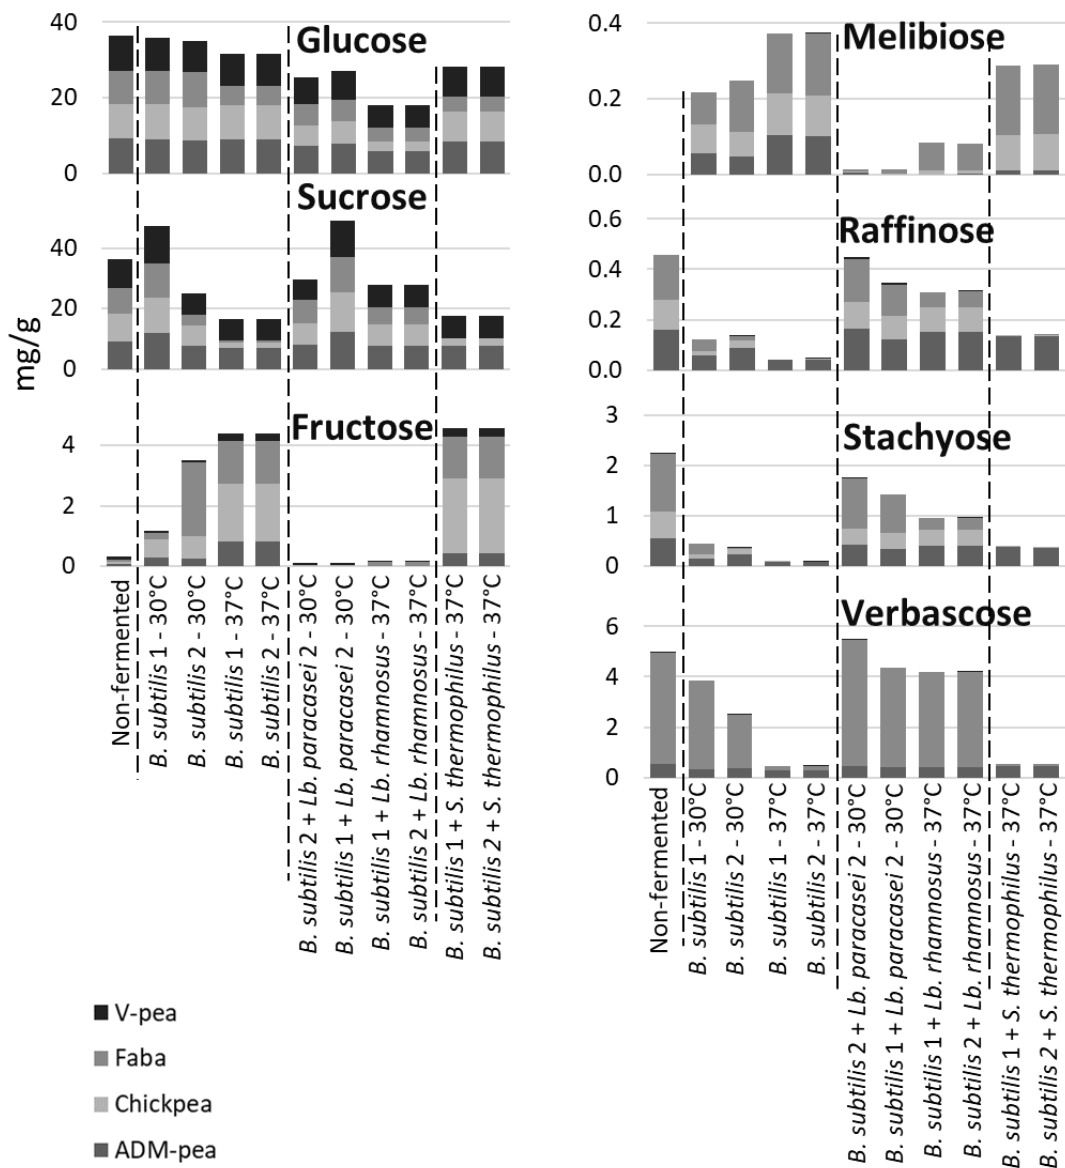 Glucose
40
20
0
Sucrose
40
20
0
mg/g
Fructose
4
2
0
Non-fermented
B. subtilis 1 - 30°C
B. subtilis 2 - 30°C
B. subtilis 1 - 37°C
B. subtilis 2 - 37°C
B. subtilis 2 + Lb. paracasei 2 - 30°C
B. subtilis 1 + Lb. paracasei 2 - 30°C
B. subtilis 1 + Lb. rhamnosus - 37°C
B. subtilis 2 + Lb. rhamnosus - 37°C
B. subtilis 1 + S. thermophilus - 37°C
B. subtilis 2 + S. thermophilus - 37°C
V-pea
Faba
Chickpea
ADM-pea
Melibiose
0.4
0.2
0.0
Raffinose
0.6
0.4
0.2
0.0
Stachyose
3
2
1
0
Verbascose
6
4
2
0
Non-fermented
B. subtilis 1 - 30°C
B. subtilis 2 - 30°C
B. subtilis 1 - 37°C
B. subtilis 2 - 37°C
B. subtilis 2 + Lb. paracasei 2 - 30°C
B. subtilis 1 + Lb. paracasei 2 - 30°C
B. subtilis 1 + Lb. rhamnosus - 37°C
B. subtilis 2 + Lb. rhamnosus - 37°C
B. subtilis 1 + S. thermophilus - 37°C
B. subtilis 2 + S. thermophilus - 37°C